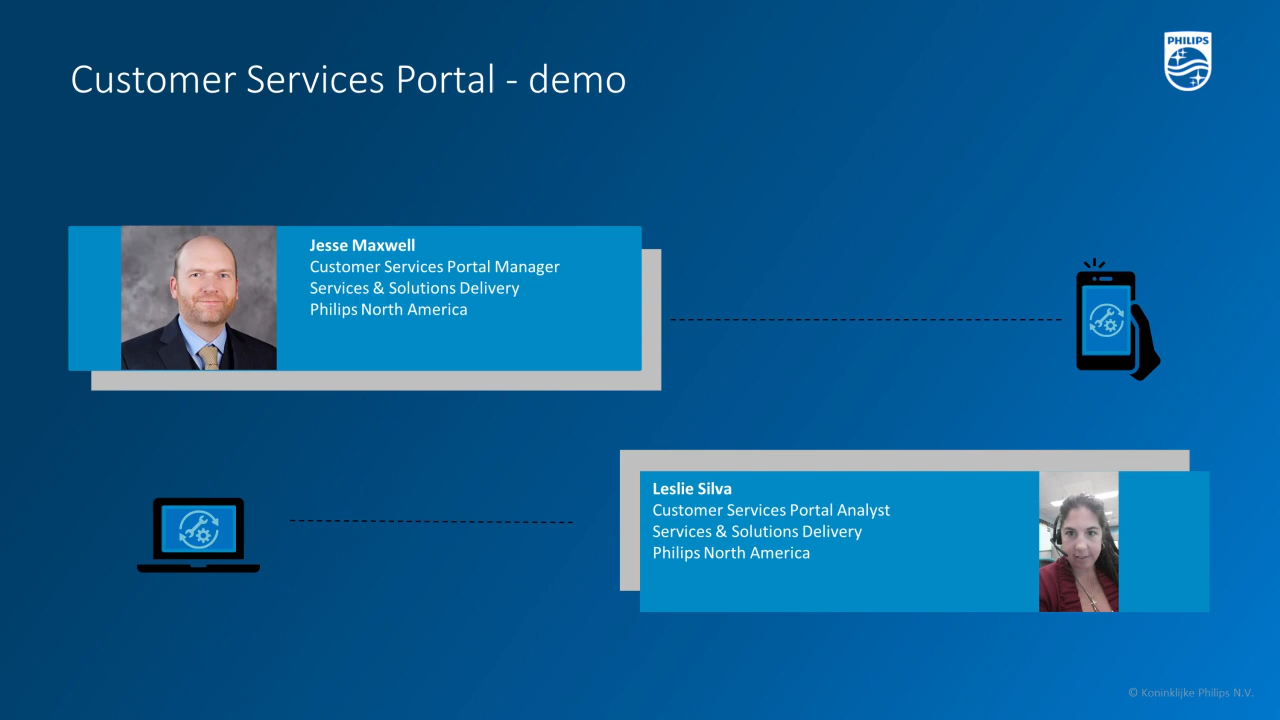 Customer Services Portal - demo
PHILIPS
Jesse Maxwell
Customer Services Portal Manager
Services & Solutions Delivery
Philips North America
Leslie Silva
Customer Services Portal Analyst
Services & Solutions Delivery
Philips North America
© Koninklijke Philips N.V.